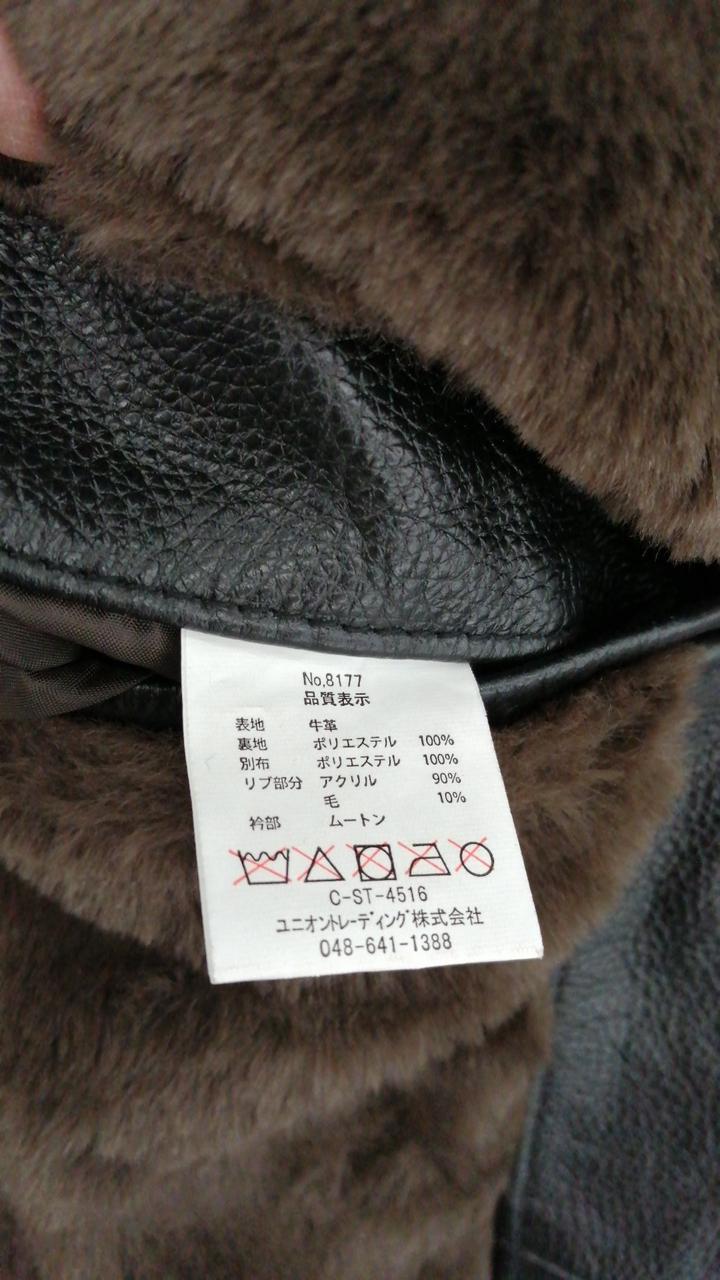 No,8177
品質表示
表地 牛革
裏地 ポリエステル 100%
別布 ポリエステル 100%
リブ部分 アクリル 90%
毛 10%
衿部 ムートン
C-ST-4516
ユニオントレーディング株式会社
048-641-1388